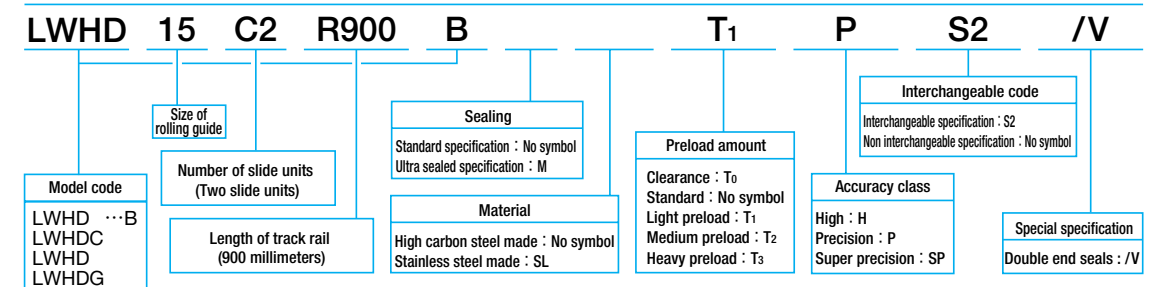 LWHD 15 C2 R900 B T1 P S2 /V
Size of
rolling guide
Model code
LWHD …B
LWHDC
LWHD
LWHDG
Number of slide units
(Two slide units)
Length of track rail
(900 millimeters)
Sealing
Standard specification : No symbol
Ultra sealed specification : M
Material
High carbon steel made : No symbol
Stainless steel made : SL
Preload amount
Clearance : T0
Standard : No symbol
Light preload : T1
Medium preload : T2
Heavy preload : T3
Interchangeable code
Interchangeable specification : S2
Non interchangeable specification : No symbol
Accuracy class
High : H
Precision : P
Super precision : SP
Special specification
Double end seals : /V